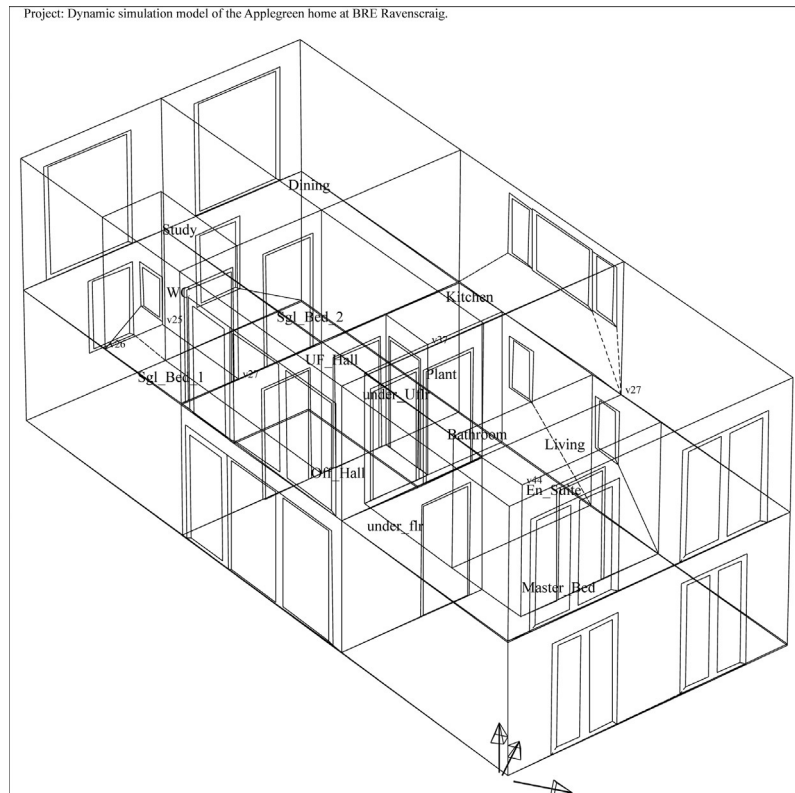 Project: Dynamic simulation model of the Applegreen home at BRE Ravenscraig.
Dining
Study
WC
Kitchen
Sgl_Bed_2
v25
v26
v37
UF_Hall
Sgl_Bed_1
v27
Plant
under_Uflr
v27
Bathroom
Living
Off_Hall
v44
En_Suite
under_flr
Master_Bed